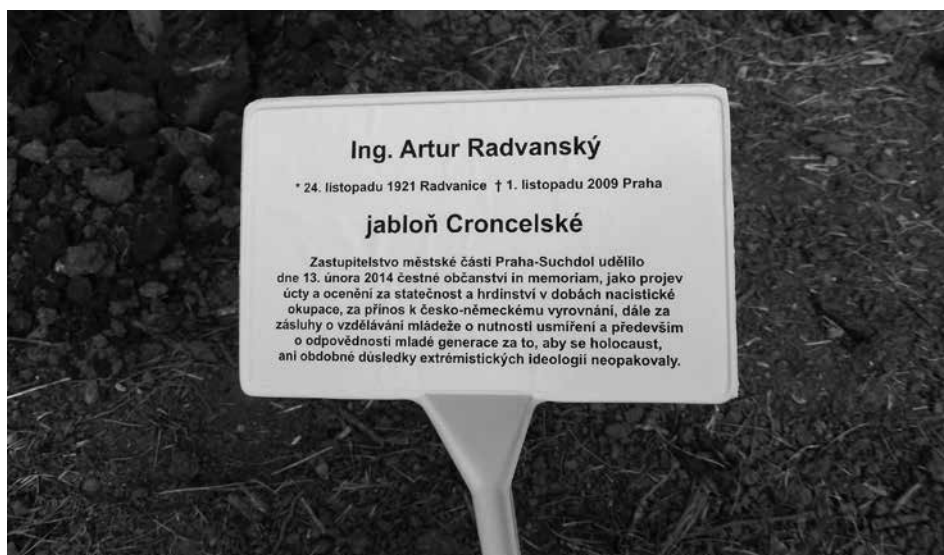 Ing. Artur Radvanský
* 24. listopadu 1921 Radvanice † 1. listopadu 2009 Praha
jabloň Croncelské
Zastupitelstvo městské části Praha-Suchdol udělilo
dne 13. února 2014 čestné občanství in memoriam, jako projev
úcty a ocenění za statečnost a hrdinství v dobách nacistické
okupace, za přínos k česko-německému vyrovnání, dále za
zásluhy o vzdělávání mládeže o nutnosti usmíření a především
o odpovědnosti mladé generace za to, aby se holocaust,
ani obdobné důsledky extrémistických ideologií neopakovaly.